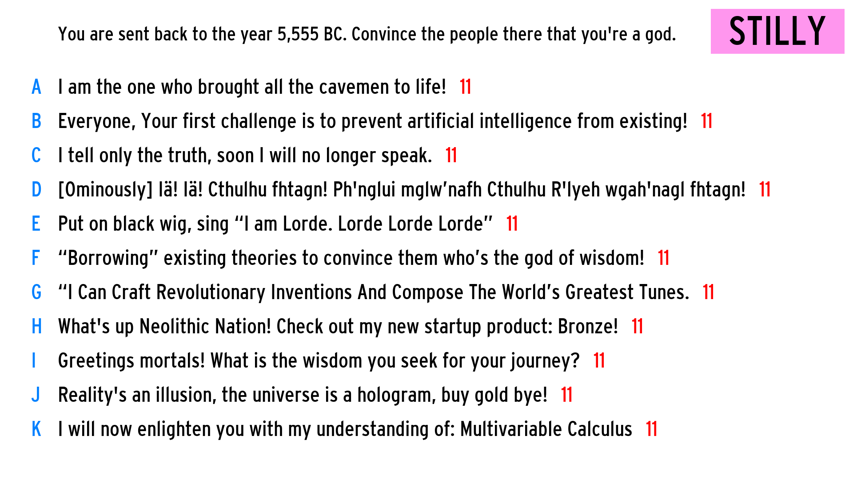 You are sent back to the year 5,555 BC. Convince the people there that you're a god.
STILLY
A I am the one who brought all the cavemen to life! 11
B Everyone, Your first challenge is to prevent artificial intelligence from existing! 11
C I tell only the truth, soon I will no longer speak. 11
D [Ominously] Iä! Iä! Cthulhu fhtagn! Ph'nglui mglw’nafh Cthulhu R'lyeh wgah'nagl fhtagn! 11
E Put on black wig, sing “I am Lorde. Lorde Lorde Lorde” 11
F “Borrowing” existing theories to convince them who’s the god of wisdom! 11
G “I Can Craft Revolutionary Inventions And Compose The World’s Greatest Tunes. 11
H What's up Neolithic Nation! Check out my new startup product: Bronze! 11
I Greetings mortals! What is the wisdom you seek for your journey? 11
J Reality's an illusion, the universe is a hologram, buy gold bye! 11
K I will now enlighten you with my understanding of: Multivariable Calculus 11